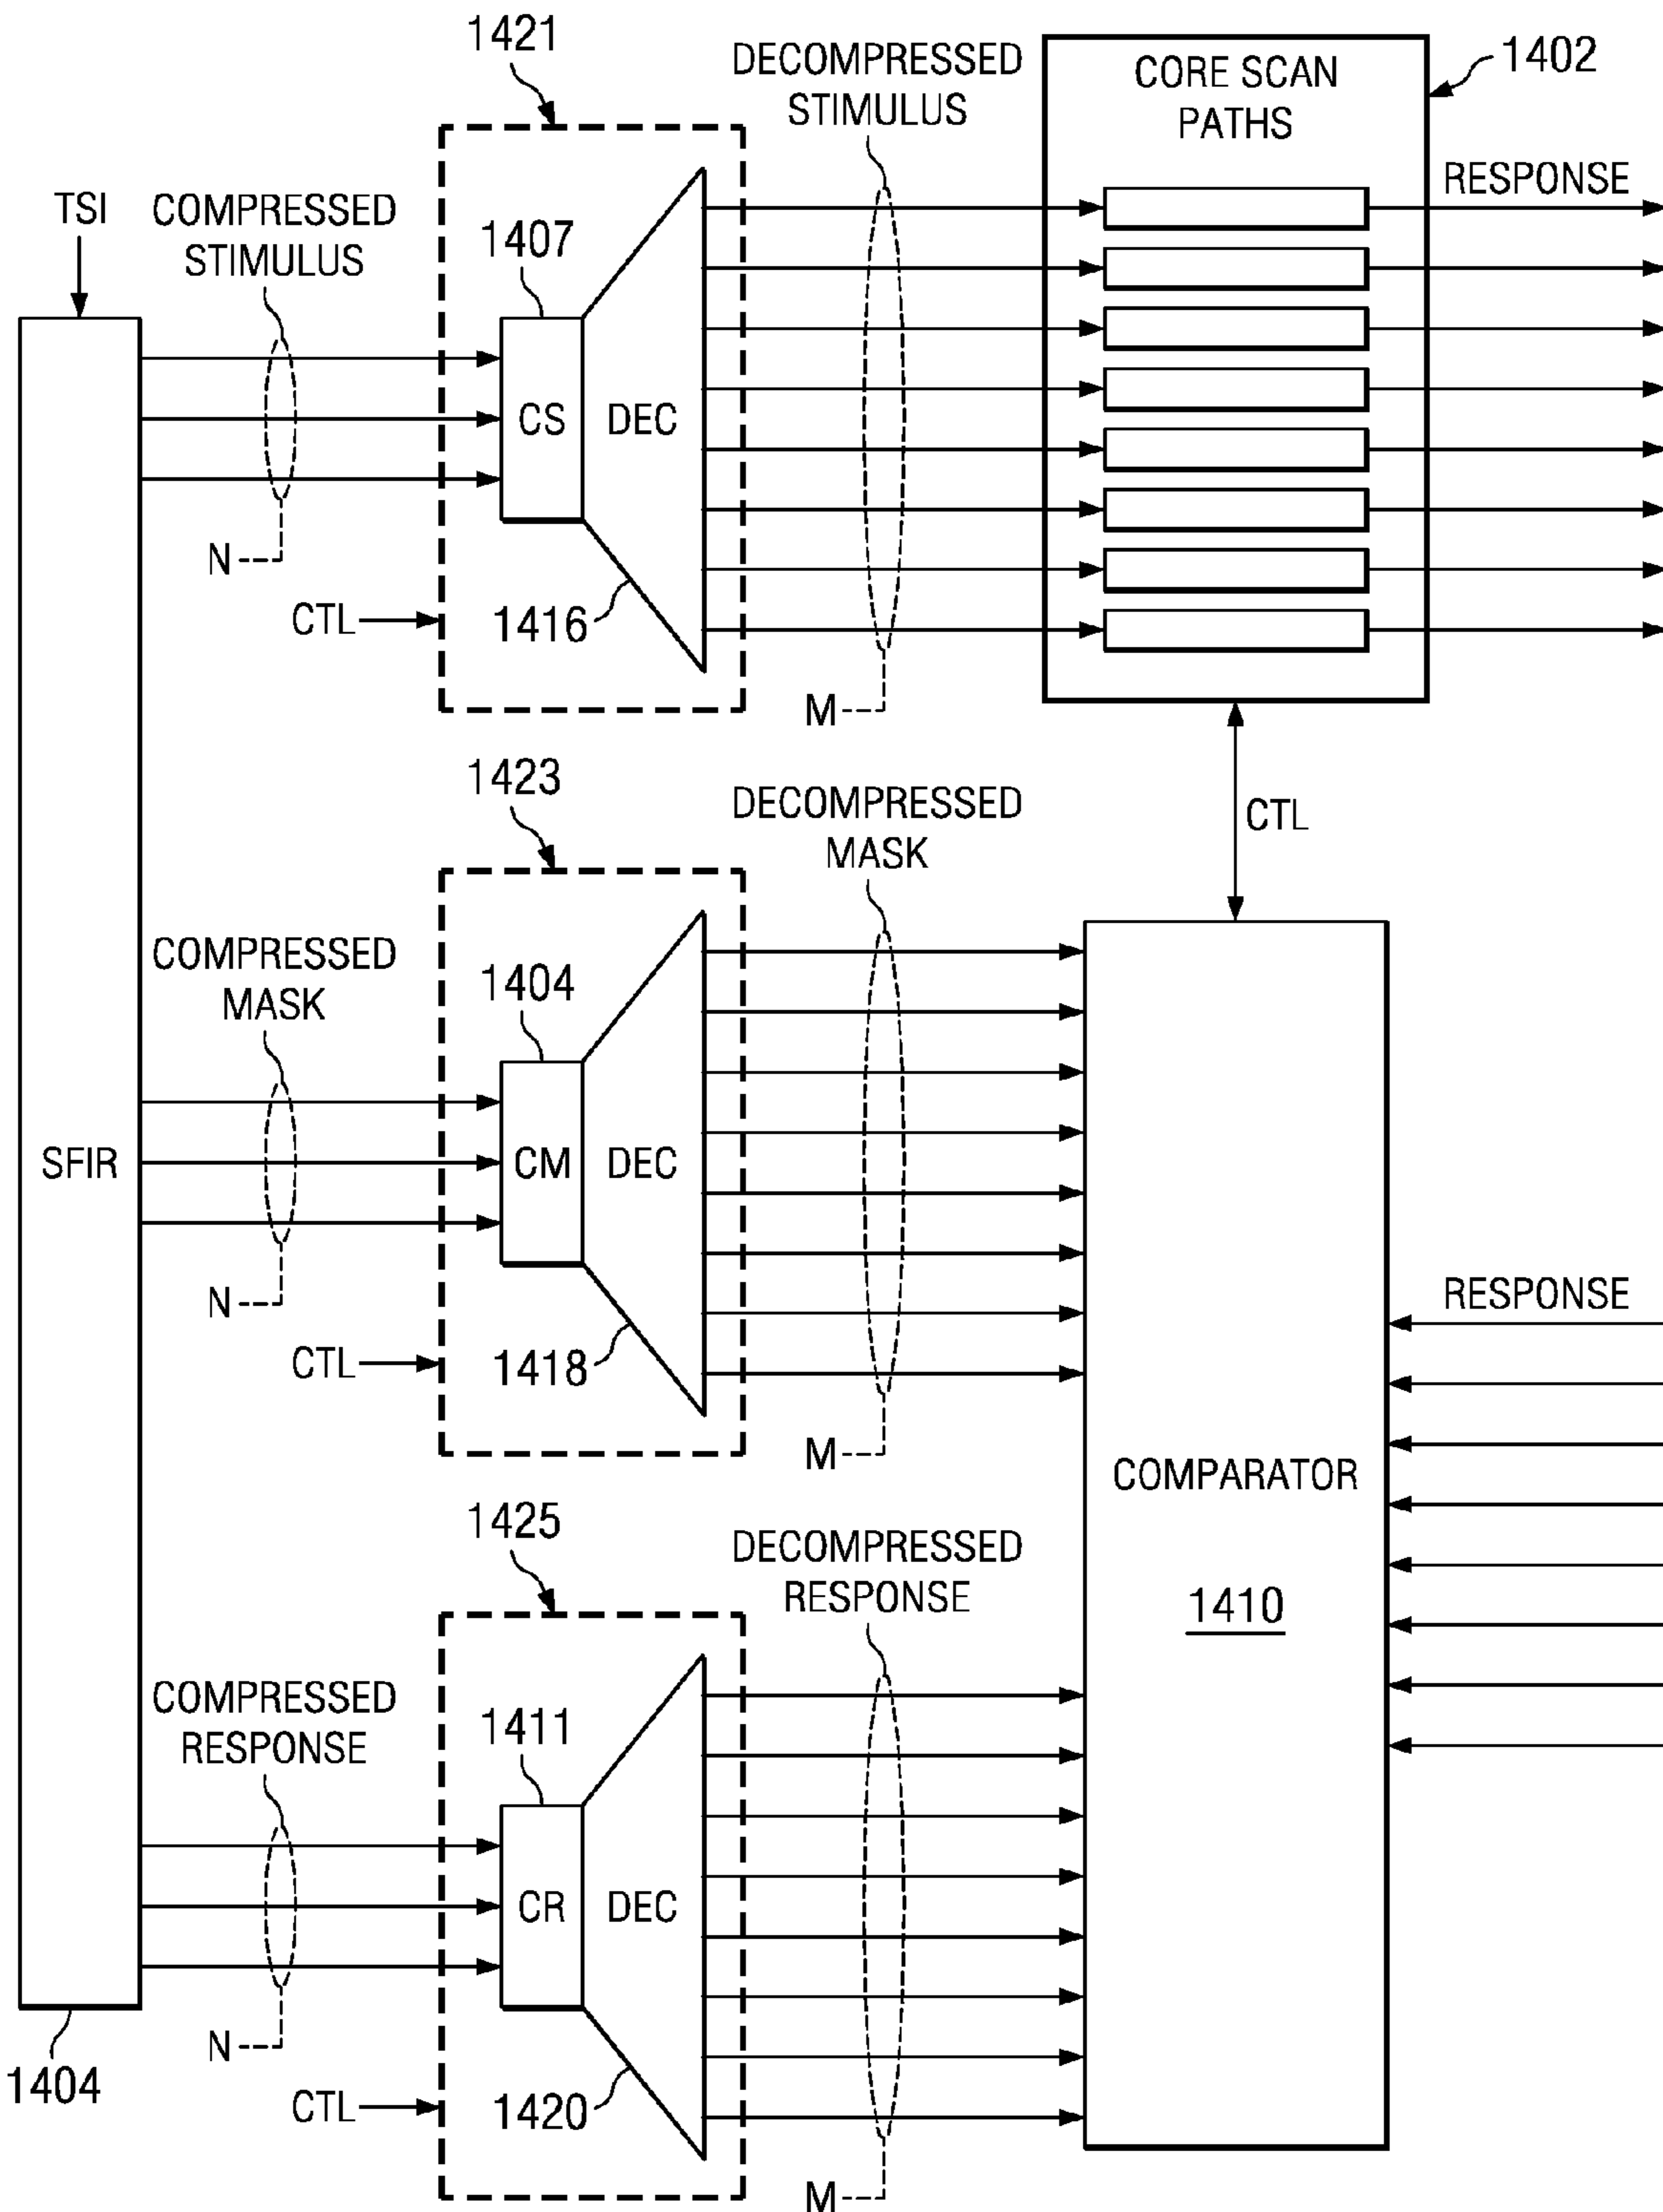 1421
DECOMPRESSED
STIMULUS
CORE SCAN
PATHS
1402
TSI
COMPRESSED
STIMULUS
1407
RESPONSE
CS
DEC
N
CTL
1416
M
1423
DECOMPRESSED
MASK
CTL
COMPRESSED
MASK
1404
SFIR
CM
DEC
N
CTL
1418
RESPONSE
M
COMPARATOR
1410
1425
DECOMPRESSED
RESPONSE
COMPRESSED
RESPONSE
1411
CR
DEC
N
1404
CTL
1420
M